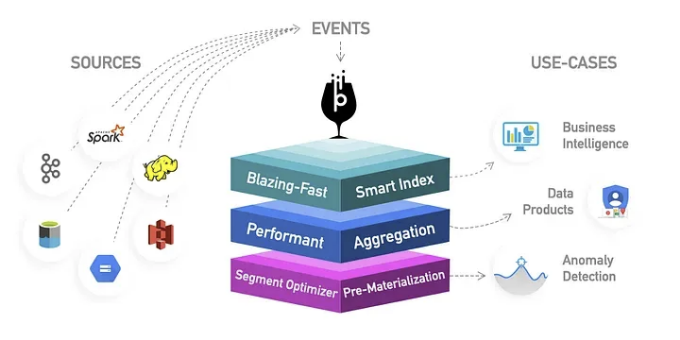 EVENTS
SOURCES
USE-CASES
p
APACHE
Spark
Business
Intelligence
Blazing-Fast
Smart Index
Data
Products
Performant
Aggregation
Anomaly
Detection
Segment Optimizer
Pre-Materialization